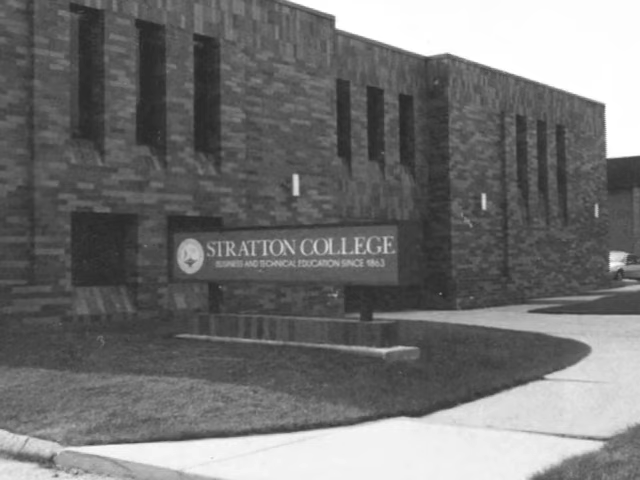 STRATTON COLLEGE
BUSINESS AND TECHNICAL EDUCATION SINCE 1863